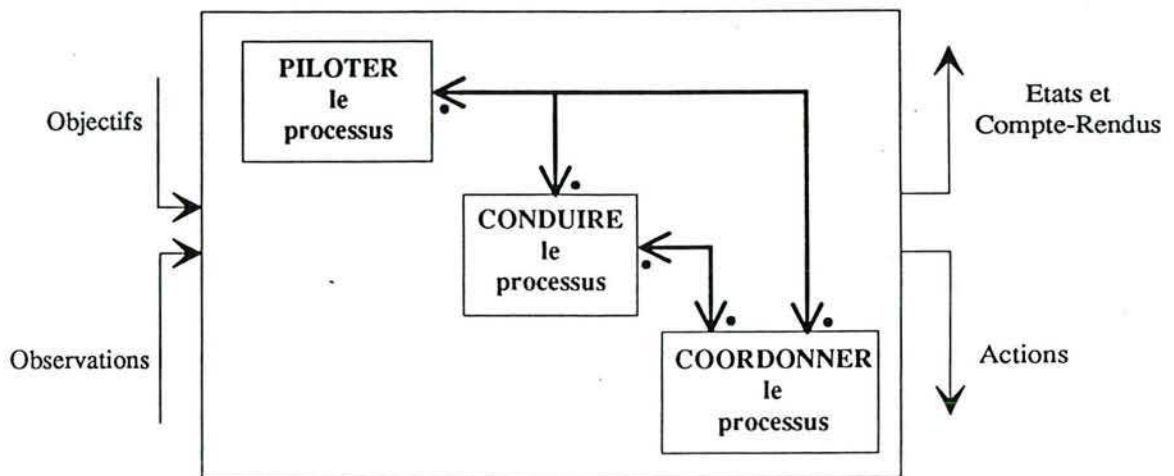 PILOTER
le
processus
Objectifs
Etats et
Compte-Rendus
CONDUIRE
le
processus
Observations
COORDONNER
le
processus
Actions